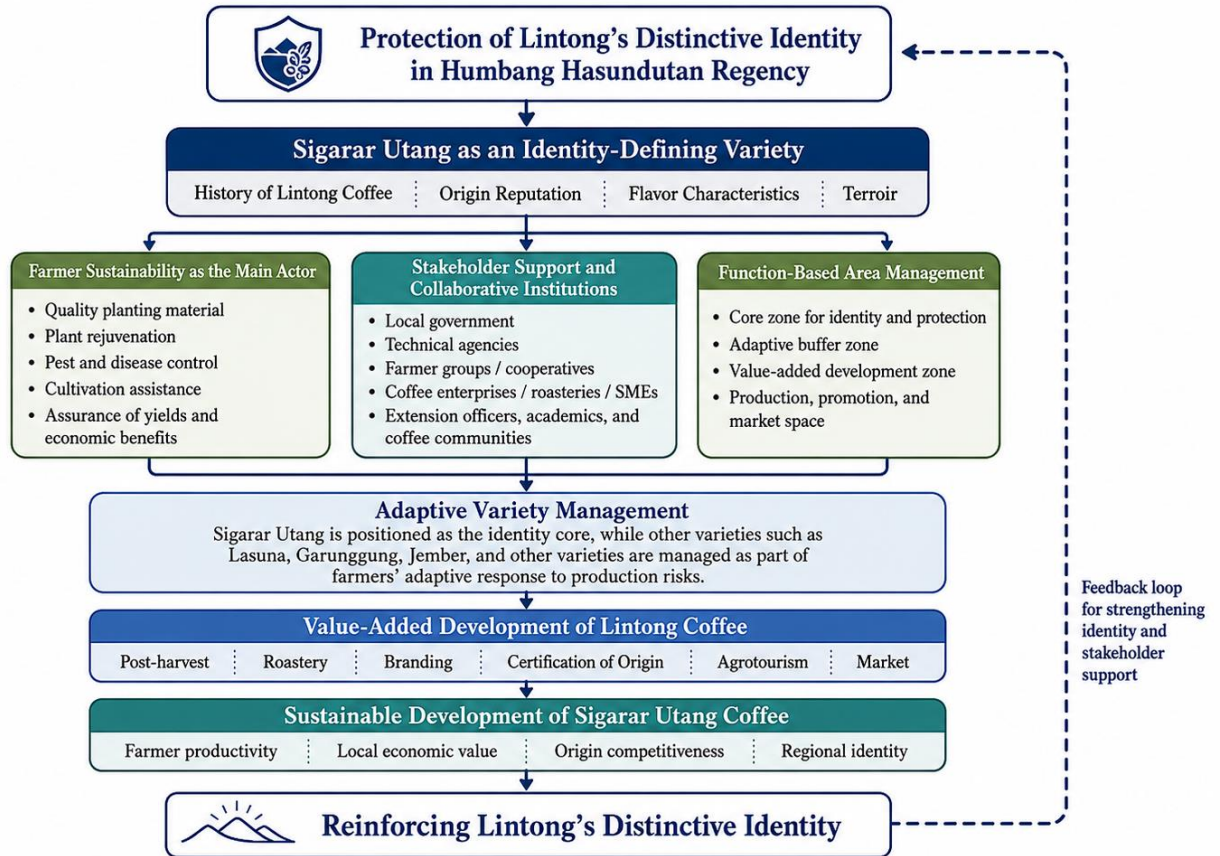 Protection of Lintong's Distinctive Identity
in Humbang Hasundutan Regency
Sigarar Utang as an Identity-Defining Variety
History of Lintong Coffee
Origin Reputation
Flavor Characteristics
Terroir
Farmer Sustainability as the Main Actor
• Quality planting material
• Plant rejuvenation
• Pest and disease control
• Cultivation assistance
• Assurance of yields and
economic benefits
Stakeholder Support and
Collaborative Institutions
• Local government
• Technical agencies
• Farmer groups / cooperatives
• Coffee enterprises / roasteries / SMEs
• Extension officers, academics, and
coffee communities
Function-Based Area Management
• Core zone for identity and protection
• Adaptive buffer zone
• Value-added development zone
• Production, promotion, and
market space
Adaptive Variety Management
Sigarar Utang is positioned as the identity core, while other varieties such as
Lasuna, Garunggung, Jember, and other varieties are managed as part of
farmers' adaptive response to production risks.
Value-Added Development of Lintong Coffee
Post-harvest
Roastery
Branding
Certification of Origin
Agrotourism
Market
Sustainable Development of Sigarar Utang Coffee
Farmer productivity
Local economic value
Origin competitiveness
Regional identity
Reinforcing Lintong's Distinctive Identity
Feedback loop
for strengthening
identity and
stakeholder
support